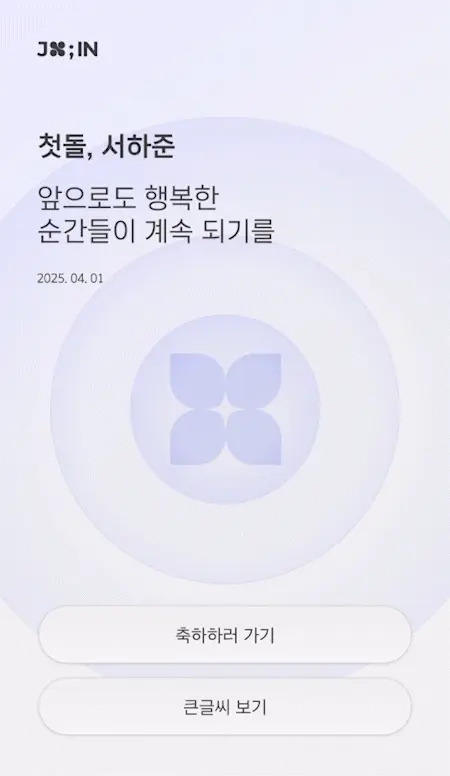 J⌘;IN
첫돌, 서하준
앞으로도 행복한
순간들이 계속 되기를
2025. 04. 01
축하하러 가기
큰글씨 보기